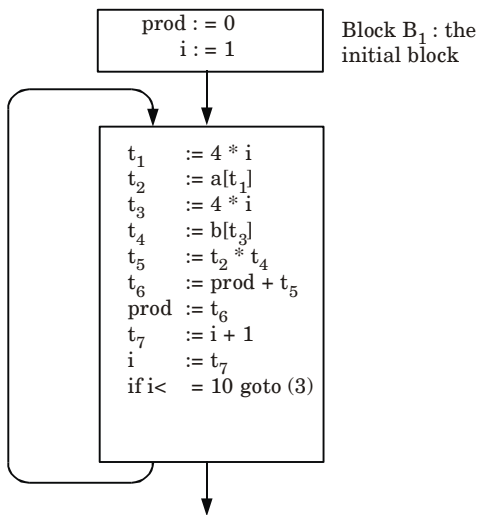 prod : = 0
i : = 1
Block B₁ : the
initial block
t₁ := 4 * i
t₂ := a[t₁]
t₃ := 4 * i
t₄ := b[t₃]
t₅ := t₂ * t₄
t₆ := prod + t₅
prod := t₆
t₇ := i + 1
i := t₇
if i< = 10 goto (3)